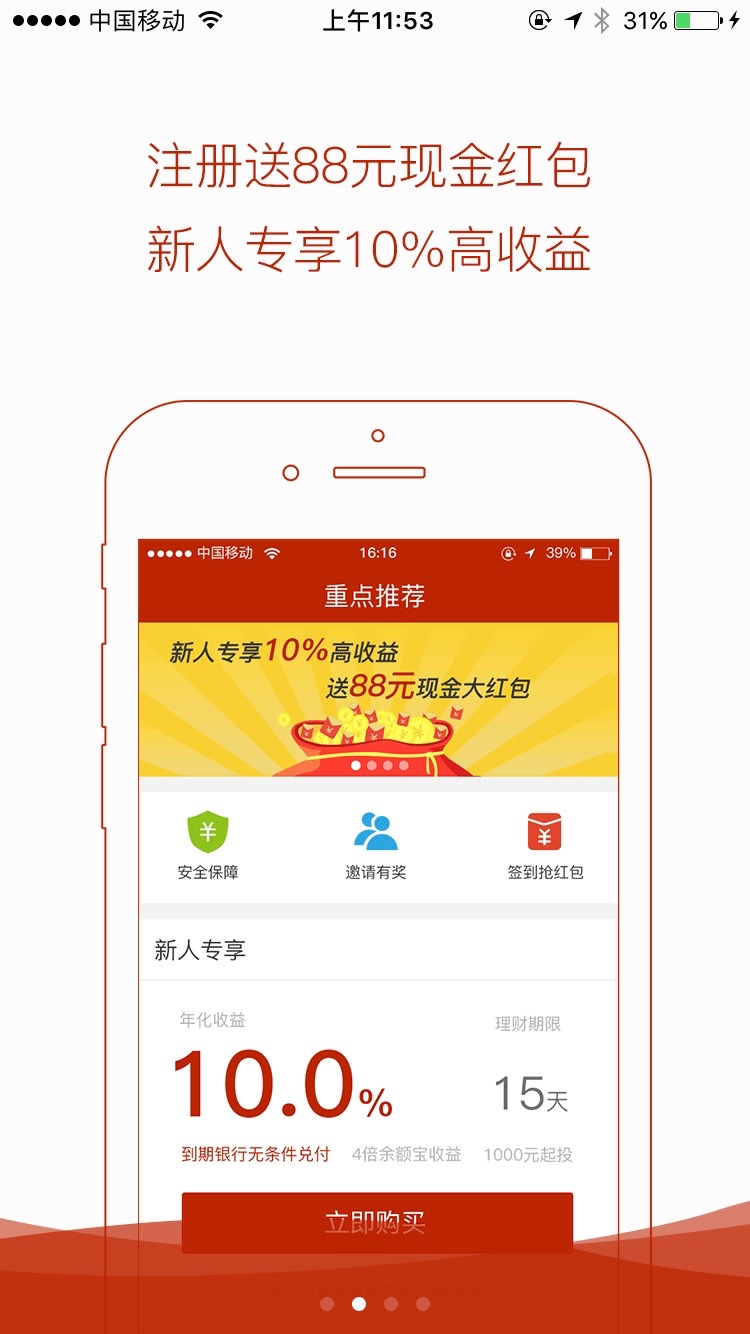 中国移动 上午11:53 31%
注册送88元现金红包
新人专享10%高收益
中国移动 16:16 39%
重点推荐
新人专享10%高收益
送88元现金大红包
安全保障 邀请有奖 签到抢红包
新人专享
年化收益 理财期限
10.0% 15天
到期银行无条件兑付 4倍余额宝收益 1000元起投
立即购买